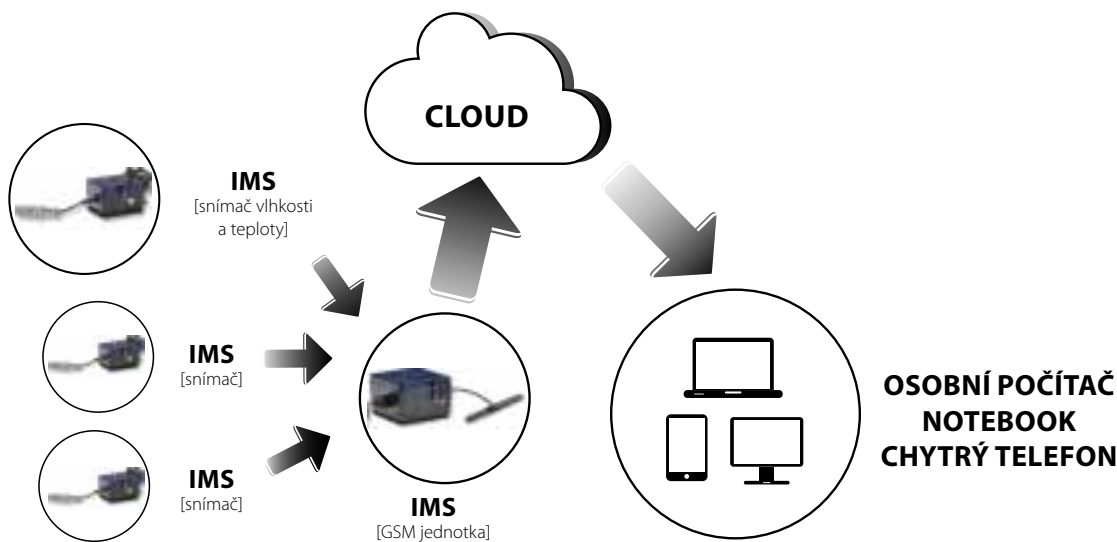 CLOUD
IMS
[snímač vlhkosti
a teploty]
IMS
[snímač]
IMS
[snímač]
IMS
[GSM jednotka]
OSOBNÍ POČÍTAČ
NOTEBOOK
CHYTRÝ TELEFON